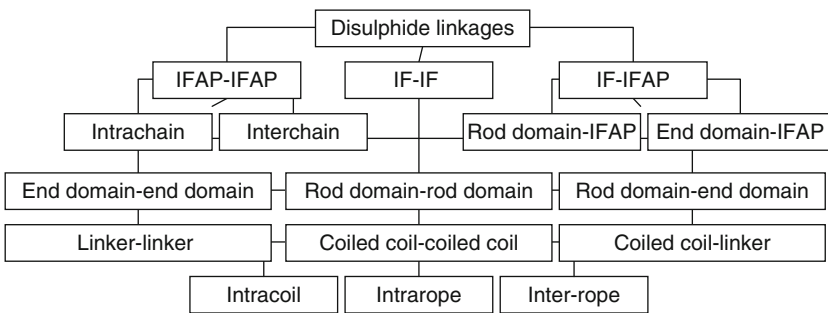 Disulphide linkages
IFAP-IFAP
IF-IF
IF-IFAP
Intrachain
Interchain
Rod domain-IFAP
End domain-IFAP
End domain-end domain
Rod domain-rod domain
Rod domain-end domain
Linker-linker
Coiled coil-coiled coil
Coiled coil-linker
Intracoil
Intrarope
Inter-rope